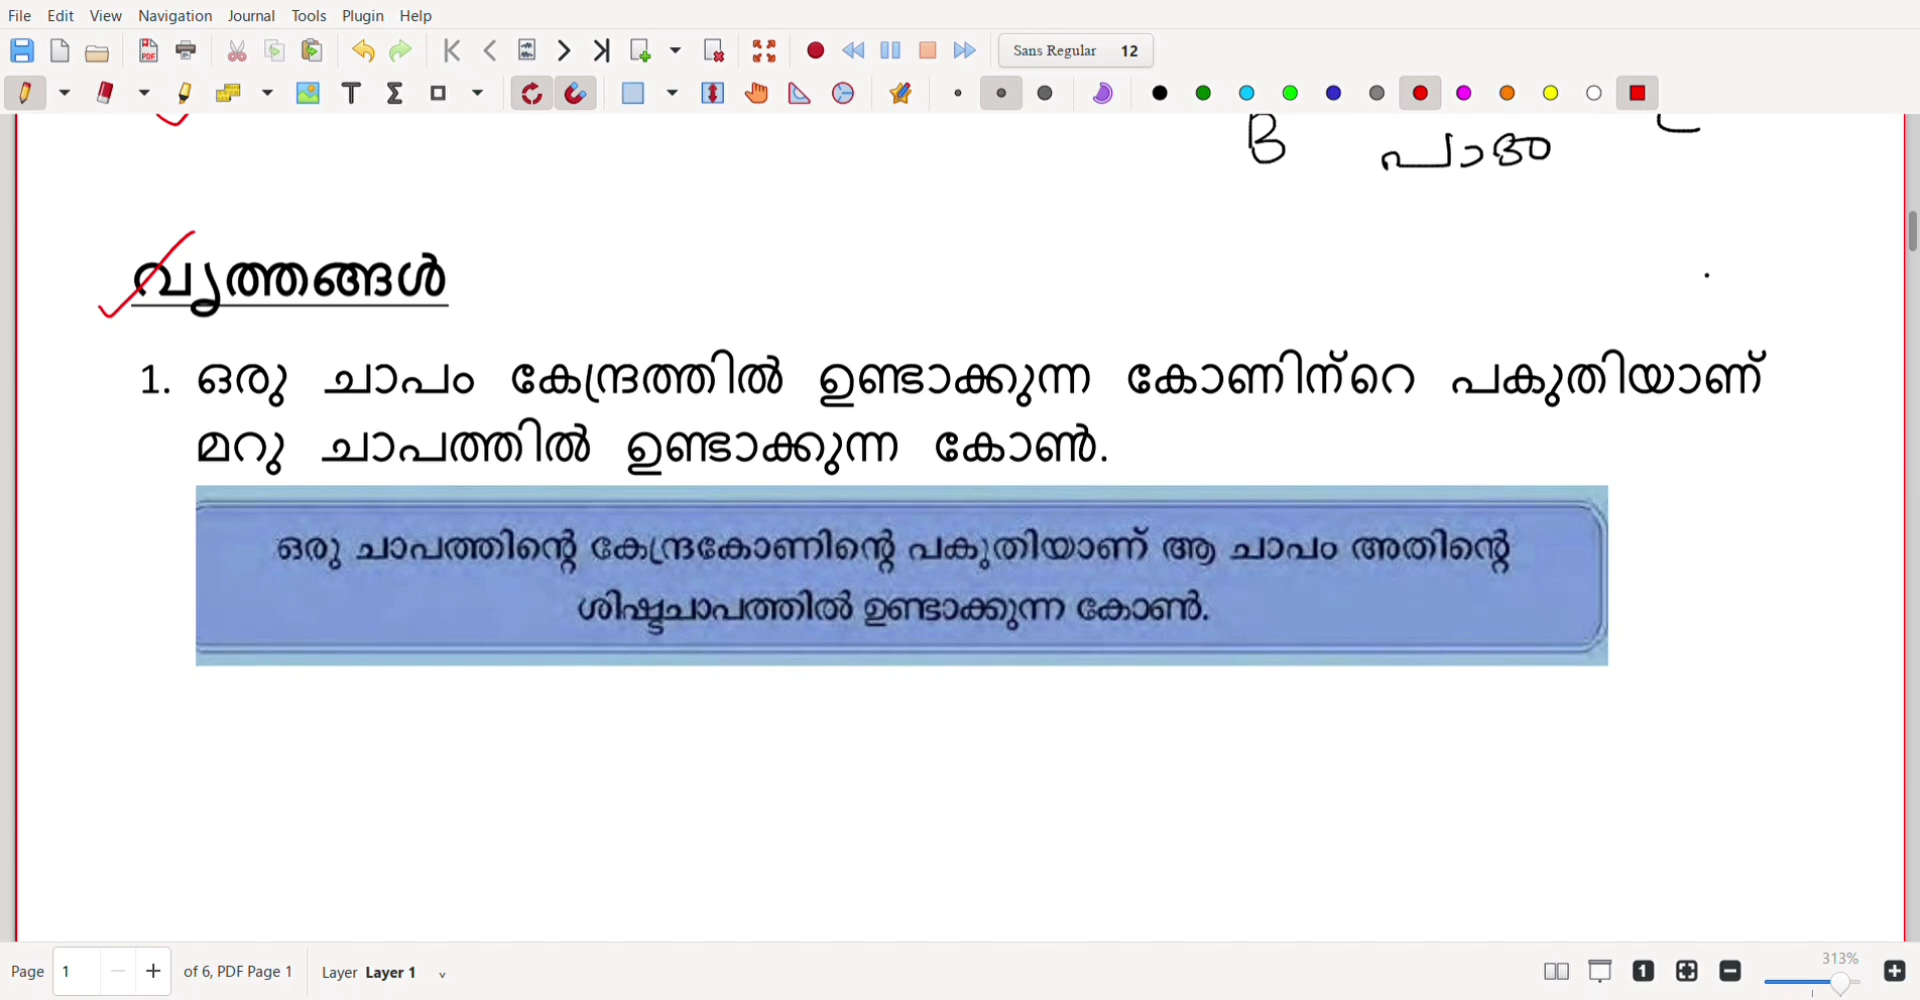 File Edit View Navigation Journal Tools Plugin Help
Sans Regular 12
B പാദം
വൃത്തങ്ങൾ
1. ഒരു ചാപം കേന്ദ്രത്തിൽ ഉണ്ടാക്കുന്ന കോണിന്റെ പകുതിയാണ്
മറു ചാപത്തിൽ ഉണ്ടാക്കുന്ന കോൺ.
ഒരു ചാപത്തിന്റെ കേന്ദ്രകോണിന്റെ പകുതിയാണ് ആ ചാപം അതിന്റെ
ശിഷ്ടചാപത്തിൽ ഉണ്ടാക്കുന്ന കോൺ.
Page 1 of 6, PDF Page 1 Layer Layer 1 313%